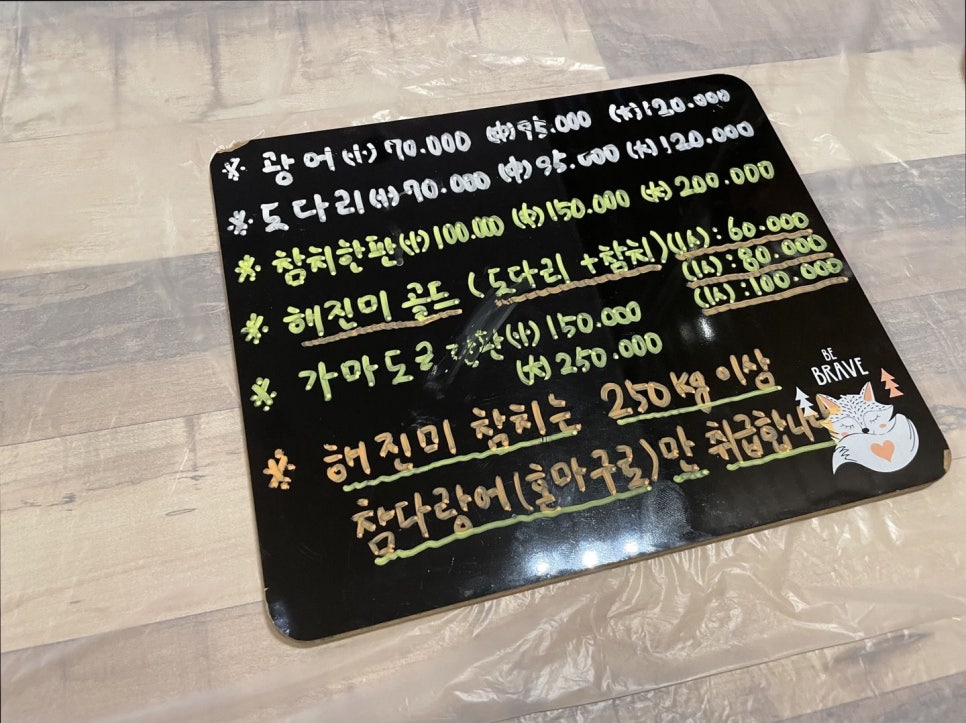 ※ 광어(小) 70.000 (中) 95.000 (大) 120.000
※ 도다리(小) 70.000 (中) 95.000 (大) 120.000
※ 참치한판(小) 100.000 (中) 150.000 (大) 200.000
※ 해진미 골드 (도다리 + 참치)(1人) : 60.000
(1人) : 80.000
(1人) : 100.000
※ 가마도로한판(小) 150.000
(大) 250.000
※ 해진미 참치는 250kg 이상
참다랑어(혼마구로)만 취급합니다
BE
BRAVE